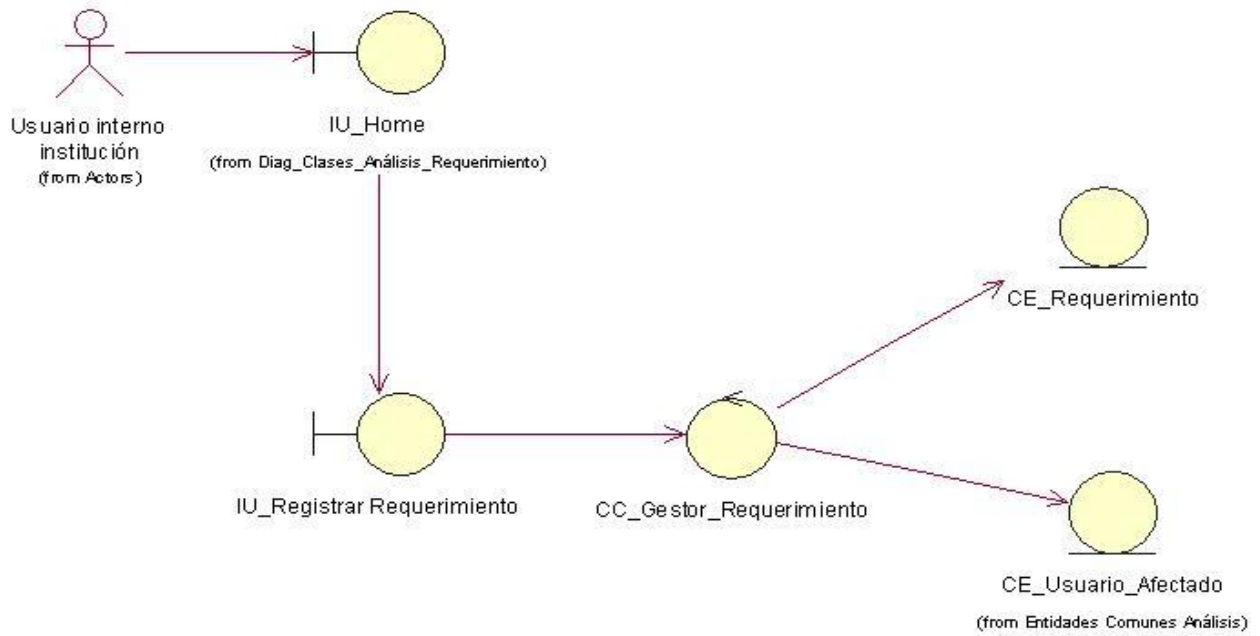 Usuario interno
institución
(from Actors)
IU_Home
(from Diag_Clases_Análisis_Requerimiento)
CE_Requerimiento
IU_Registrar Requerimiento
CC_Gestor_Requerimiento
CE_Usuario_Afectado
(from Entidades Comunes Análisis)